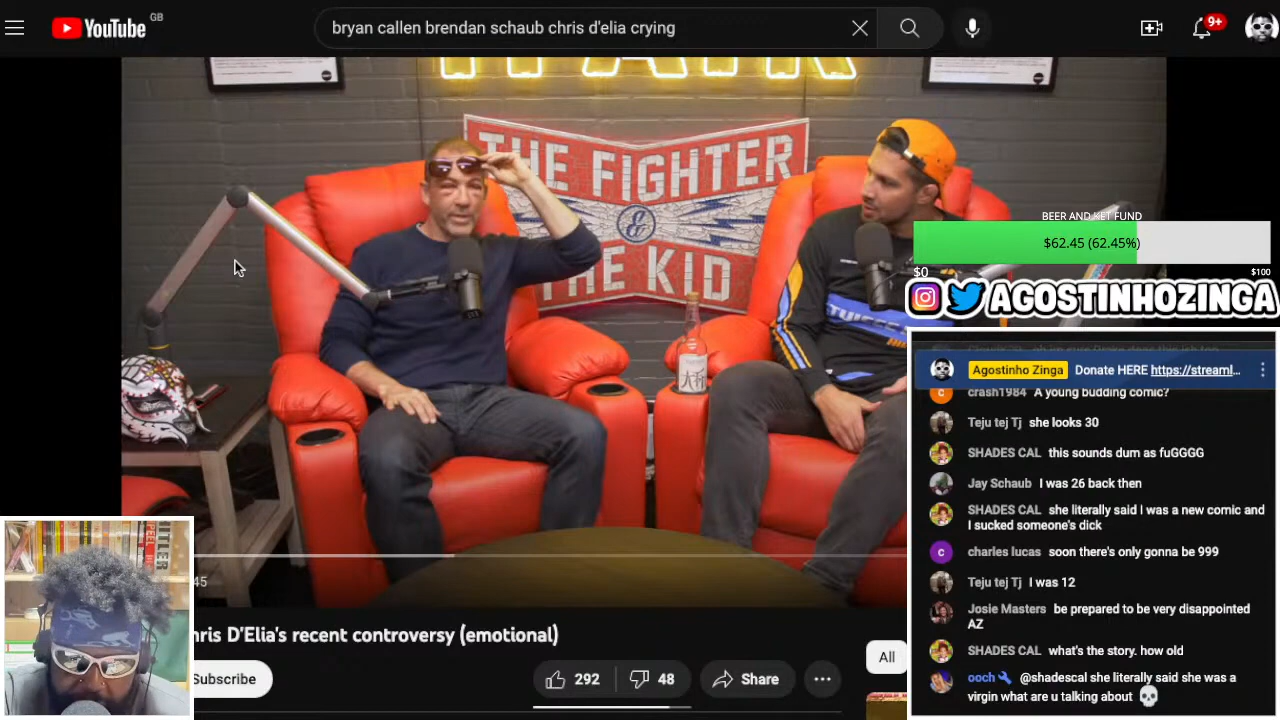 YouTube GB
bryan callen brendan schaub chris d'elia crying
9+
THE FIGHTER
&
THE KID
BEER AND KET FUND
$62.45 (62.45%)
$0
$100
AGOSTINHOZINGA
Agostinho Zinga Donate HERE https://streaml...
crash1984 A young budding comic?
Teju tej Tj she looks 30
SHADES CAL this sounds dum as fuGGGG
Jay Schaub I was 26 back then
SHADES CAL she literally said I was a new comic and
I sucked someone's dick
charles lucas soon there's only gonna be 999
Teju tej Tj I was 12
Josie Masters be prepared to be very disappointed
AZ
SHADES CAL what's the story. how old
ooch @shadescal she literally said she was a
virgin what are u talking about
45
hris D'Elia's recent controversy (emotional)
Subscribe
292
48
Share
All